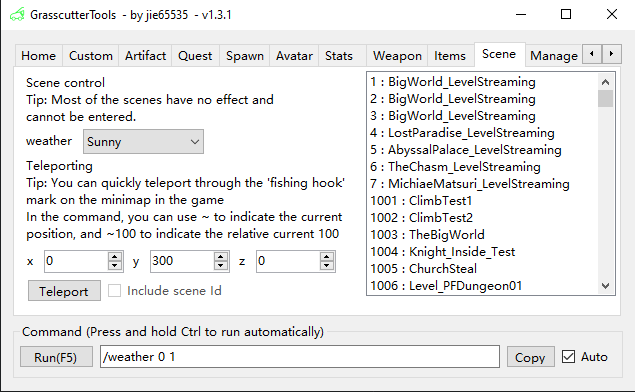 GrasscutterTools - by jie65535 - v1.3.1
Home Custom Artifact Quest Spawn Avatar Stats Weapon Items Scene Manage
Scene control
Tip: Most of the scenes have no effect and
cannot be entered.
weather Sunny
Teleporting
Tip: You can quickly teleport through the 'fishing hook'
mark on the minimap in the game
In the command, you can use ~ to indicate the current
position, and ~100 to indicate the relative current 100
x 0 y 300 z 0
Teleport Include scene Id
1 : BigWorld_LevelStreaming
2 : BigWorld_LevelStreaming
3 : BigWorld_LevelStreaming
4 : LostParadise_LevelStreaming
5 : AbyssalPalace_LevelStreaming
6 : TheChasm_LevelStreaming
7 : MichiaeMatsuri_LevelStreaming
1001 : ClimbTest1
1002 : ClimbTest2
1003 : TheBigWorld
1004 : Knight_Inside_Test
1005 : ChurchSteal
1006 : Level_PFDungeon01
Command (Press and hold Ctrl to run automatically)
Run(F5) /weather 0 1 Copy Auto